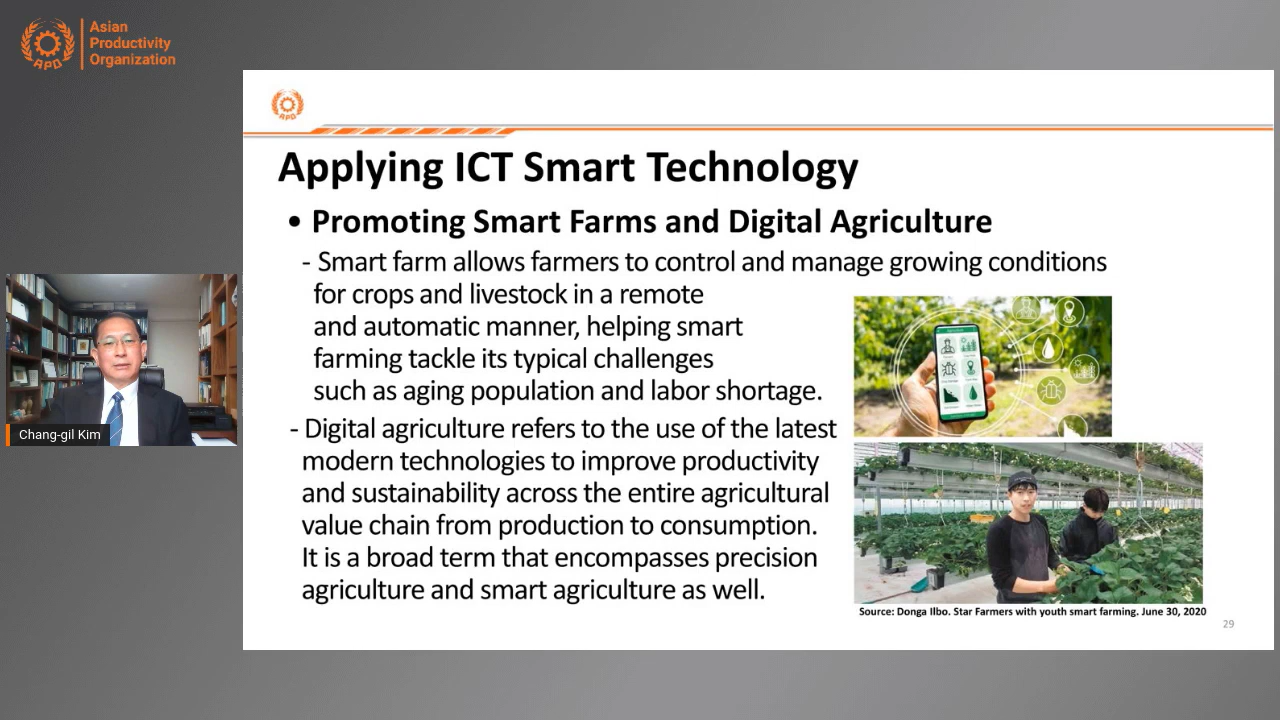 Asian
Productivity
Organization
APO
APO
Applying ICT Smart Technology
• Promoting Smart Farms and Digital Agriculture
- Smart farm allows farmers to control and manage growing conditions
for crops and livestock in a remote
and automatic manner, helping smart
farming tackle its typical challenges
such as aging population and labor shortage.
- Digital agriculture refers to the use of the latest
modern technologies to improve productivity
and sustainability across the entire agricultural
value chain from production to consumption.
It is a broad term that encompasses precision
agriculture and smart agriculture as well.
Chang-gil Kim
Source: Donga Ilbo. Star Farmers with youth smart farming. June 30, 2020
29